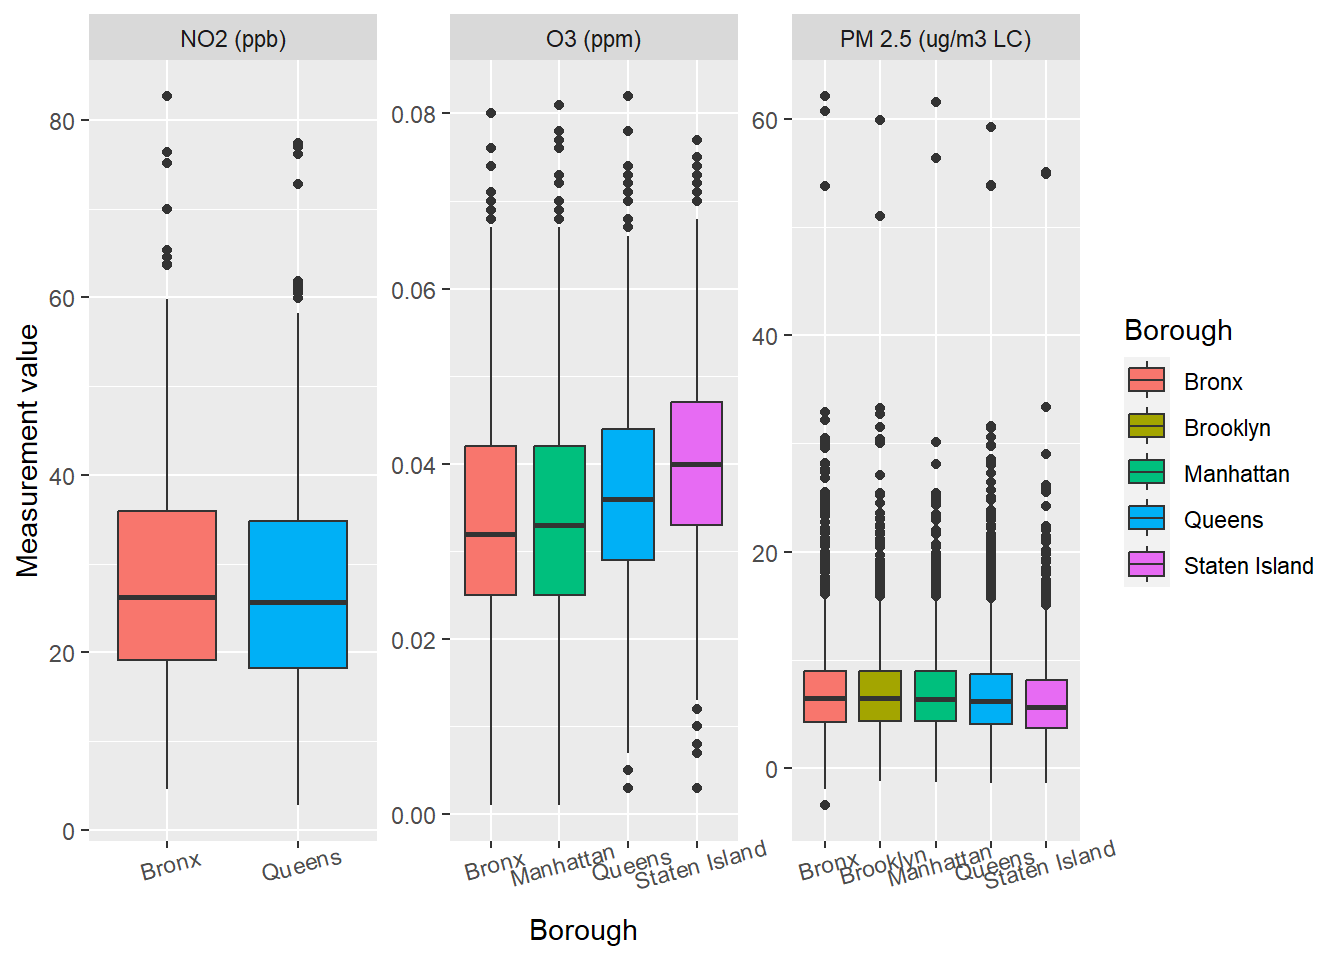 NO2 (ppb)
O3 (ppm)
PM 2.5 (ug/m3 LC)
Measurement value
80
60
40
20
0
0.08
0.06
0.04
0.02
0.00
60
40
20
0
Bronx
Queens
Bronx
Manhattan
Queens
Staten Island
Bronx
Brooklyn
Manhattan
Queens
Staten Island
Borough
Borough
Bronx
Brooklyn
Manhattan
Queens
Staten Island